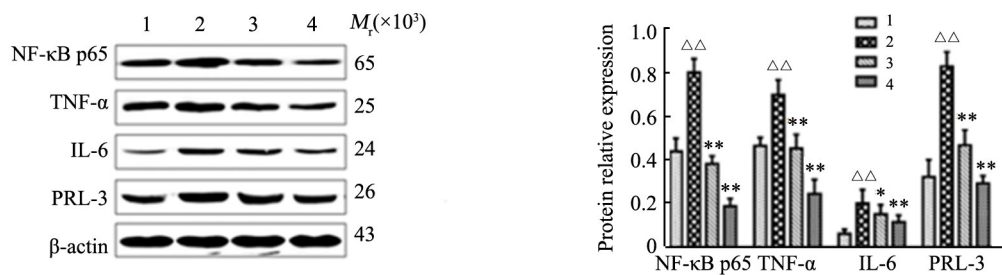 1 2 3 4 Mr(×10³)
NF-κB p65 65
TNF-α 25
IL-6 24
PRL-3 26
β-actin 43
Protein relative expression
1.0
0.8
0.6
0.4
0.2
0
△△ △△ △△ △△
** ** ** ** * ** ** **
1
2
3
4
NF-κB p65 TNF-α IL-6 PRL-3